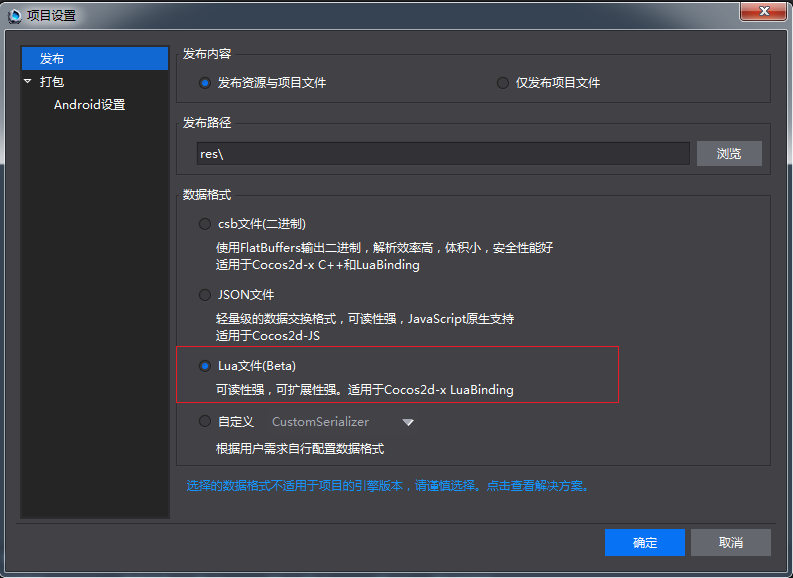 项目设置
发布
打包
Android设置
发布内容
发布资源与项目文件
仅发布项目文件
发布路径
res\
浏览
数据格式
csb文件(二进制)
使用FlatBuffers输出二进制，解析效率高，体积小，安全性能好
适用于Cocos2d-x C++和LuaBinding
JSON文件
轻量级的数据交换格式，可读性强，JavaScript原生支持
适用于Cocos2d-JS
Lua文件(Beta)
可读性强，可扩展性强。适用于Cocos2d-x LuaBinding
自定义 CustomSerializer
根据用户需求自行配置数据格式
选择的数据格式不适用于项目的引擎版本，请谨慎选择。点击查看解决方案。
确定
取消